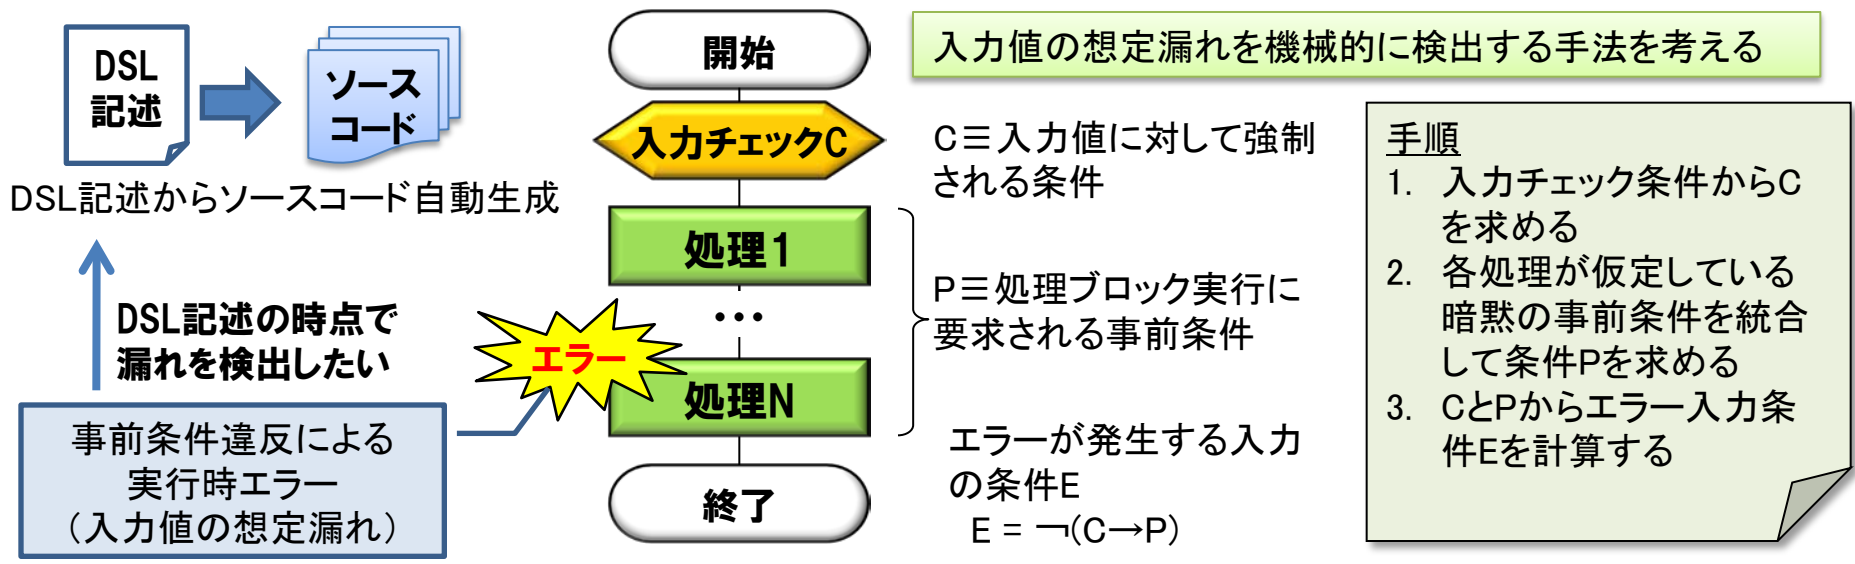 DSL
記述
ソース
コード
DSL記述からソースコード自動生成
DSL記述の時点で
漏れを検出したい
事前条件違反による
実行時エラー
（入力値の想定漏れ）
開始
入力チェックC
処理1
・・・
エラー
処理N
終了
入力値の想定漏れを機械的に検出する手法を考える
C≡入力値に対して強制
される条件
P≡処理ブロック実行に
要求される事前条件
エラーが発生する入力
の条件E
E = ¬(C→P)
手順
1. 入力チェック条件からC
を求める
2. 各処理が仮定している
暗黙の事前条件を統合
して条件Pを求める
3. CとPからエラー入力条
件Eを計算する